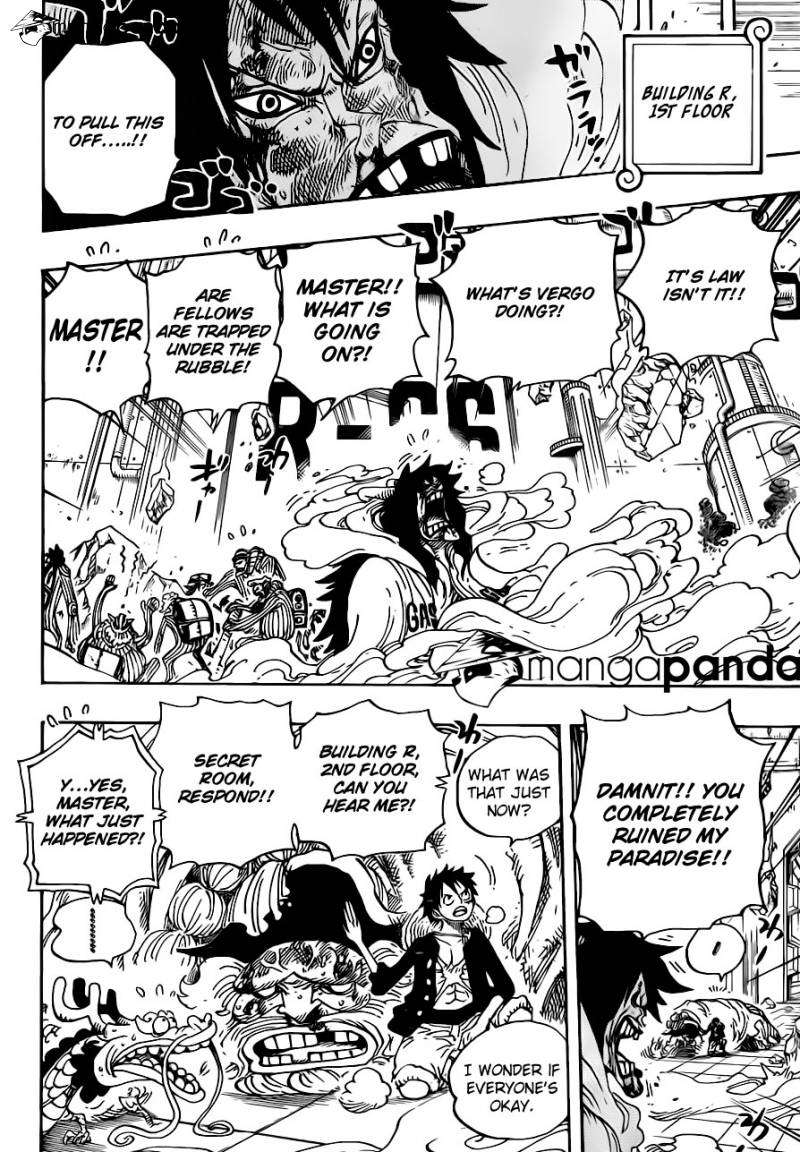 BUILDING R,
1ST FLOOR
TO PULL THIS
OFF.....!!
IT'S LAW
ISN'T IT!!
WHAT'S VERGO
DOING?!
MASTER!!
WHAT IS
GOING
ON?!
ARE
FELLOWS
ARE TRAPPED
UNDER THE
RUBBLE!
MASTER
!!
R-
GAS
mangapanda
DAMNIT!! YOU
COMPLETELY
RUINED MY
PARADISE!!
WHAT WAS
THAT JUST
NOW?
BUILDING R,
2ND FLOOR,
CAN YOU
HEAR ME?!
SECRET
ROOM,
RESPOND!!
Y...YES,
MASTER,
WHAT JUST
HAPPENED?!
I WONDER IF
EVERYONE'S
OKAY.